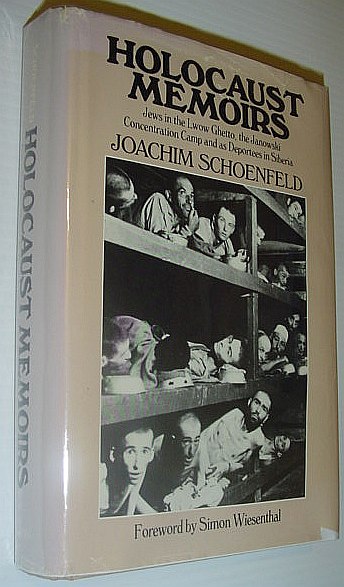 HOLOCAUST
MEMOIRS
Jews in the Lwow Ghetto, the Janowski
Concentration Camp and as Deportees in Siberia
JOACHIM SCHOENFELD
Foreword by Simon Wiesenthal
HOLOCAUST MEMOIRS